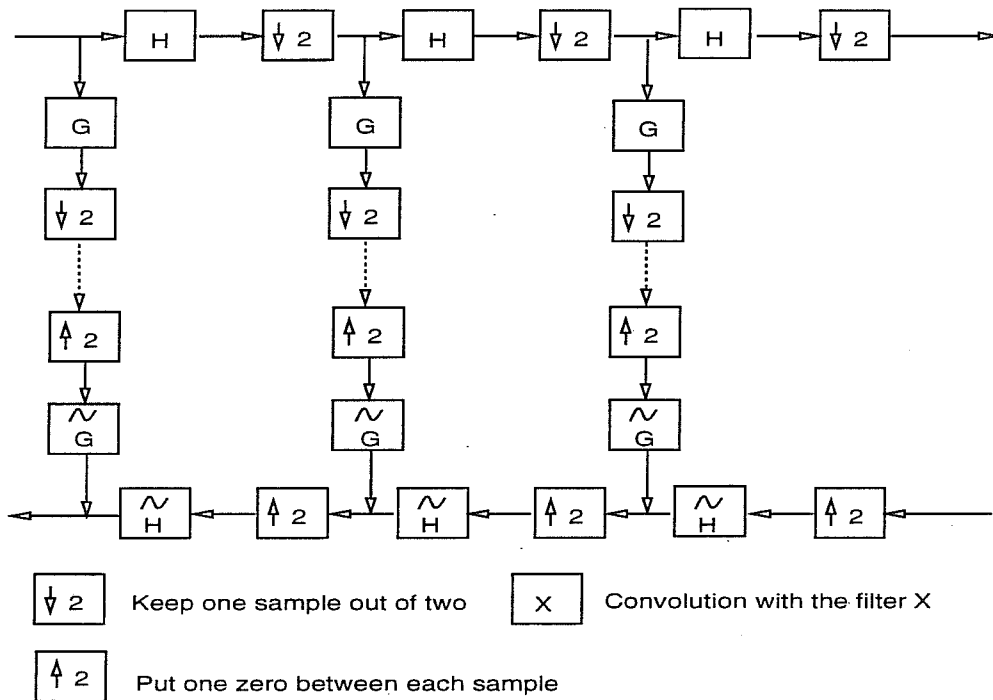 H ↓ 2 H ↓ 2 H ↓ 2
G G G
↓ 2 ↓ 2 ↓ 2
↑ 2 ↑ 2 ↑ 2
~ ~ ~
G G G
~ ~ ~
H ↑ 2 H ↑ 2 H ↑ 2
↓ 2 Keep one sample out of two X Convolution with the filter X
↑ 2 Put one zero between each sample